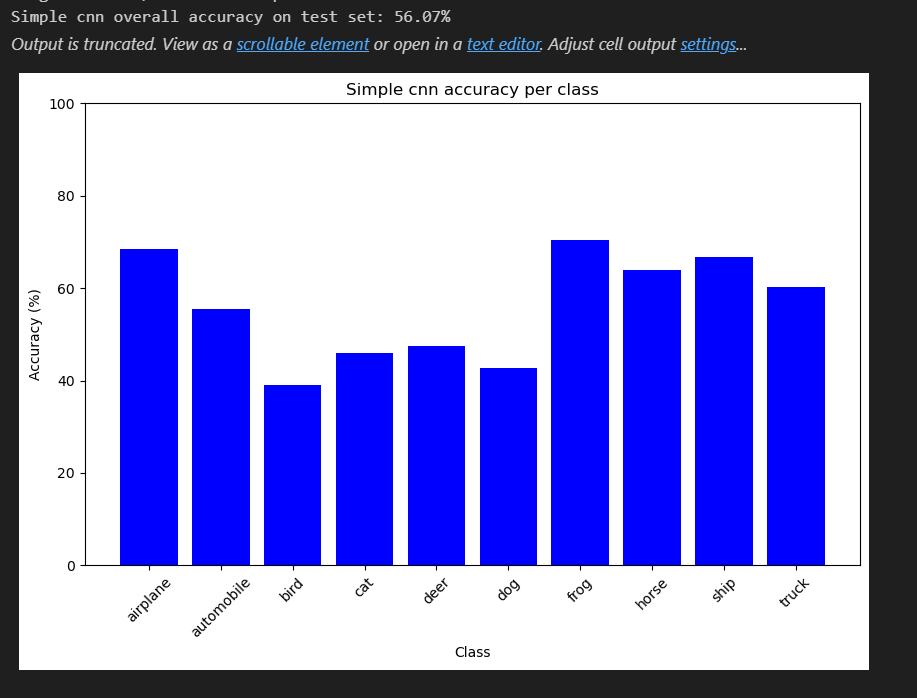 Simple cnn overall accuracy on test set: 56.07%
Output is truncated. View as a scrollable element or open in a text editor. Adjust cell output settings...
Simple cnn accuracy per class
100
80
60
40
20
0
Accuracy (%)
airplane
automobile
bird
cat
deer
dog
frog
horse
ship
truck
Class